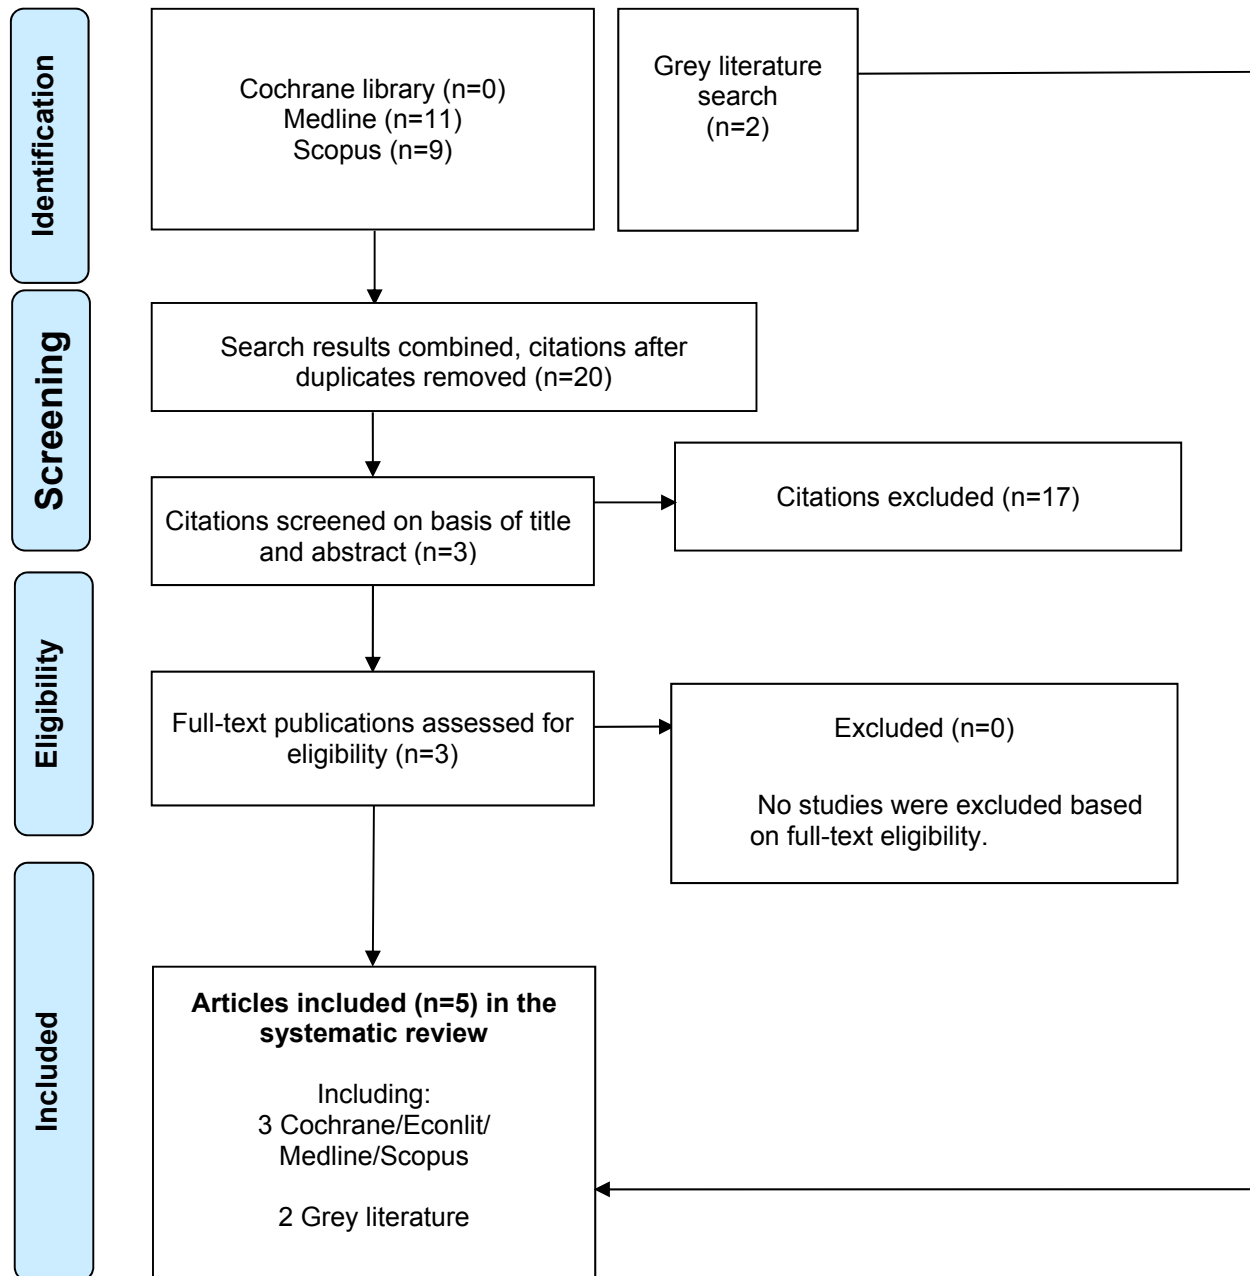 Identification
Cochrane library (n=0)
Medline (n=11)
Scopus (n=9)
Grey literature
search
(n=2)
Screening
Search results combined, citations after
duplicates removed (n=20)
Citations screened on basis of title
and abstract (n=3)
Citations excluded (n=17)
Eligibility
Full-text publications assessed for
eligibility (n=3)
Excluded (n=0)
No studies were excluded based
on full-text eligibility.
Included
Articles included (n=5) in the
systematic review
Including:
3 Cochrane/Econlit/
Medline/Scopus
2 Grey literature